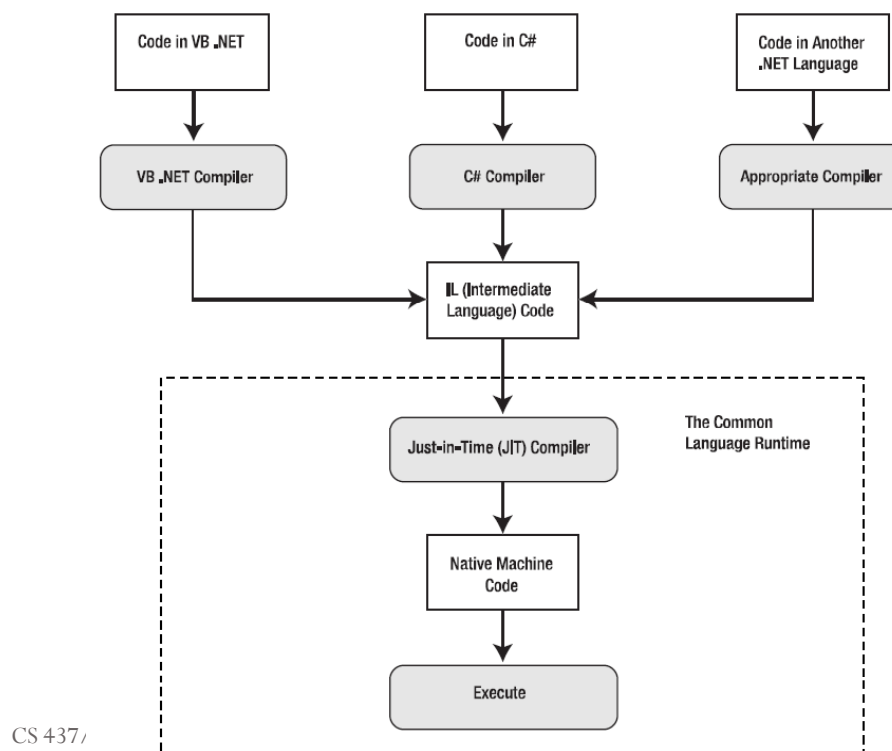 Code in VB .NET
Code in C#
Code in Another
.NET Language
VB .NET Compiler
C# Compiler
Appropriate Compiler
IL (Intermediate
Language) Code
The Common
Language Runtime
Just-in-Time (JIT) Compiler
Native Machine
Code
Execute
CS 437/